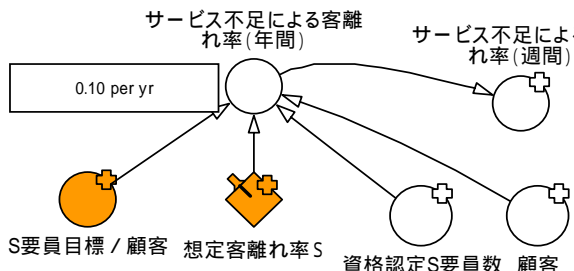 サービス不足による客離
れ率(年間)
サービス不足によ
れ率(週間)
0.10 per yr
S要員目標/顧客
想定客離れ率S
資格認定S要員数
顧客